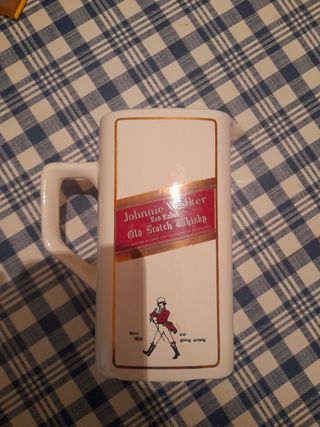 Johnnie Walker
Red Label
Old Scotch Whisky
Born 1820
still going strong